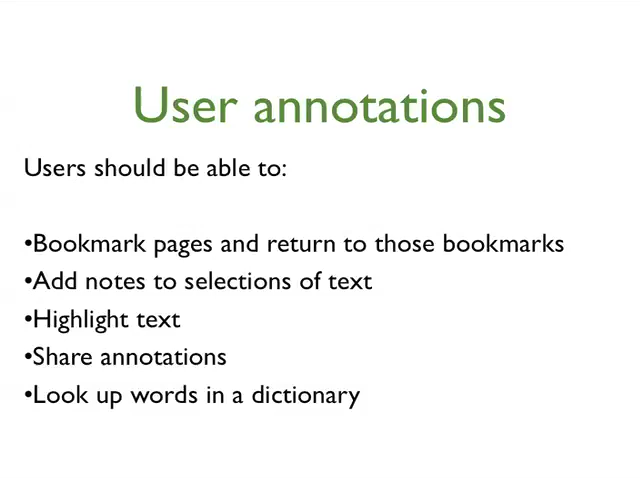 User annotations
Users should be able to:
•Bookmark pages and return to those bookmarks
•Add notes to selections of text
•Highlight text
•Share annotations
•Look up words in a dictionary